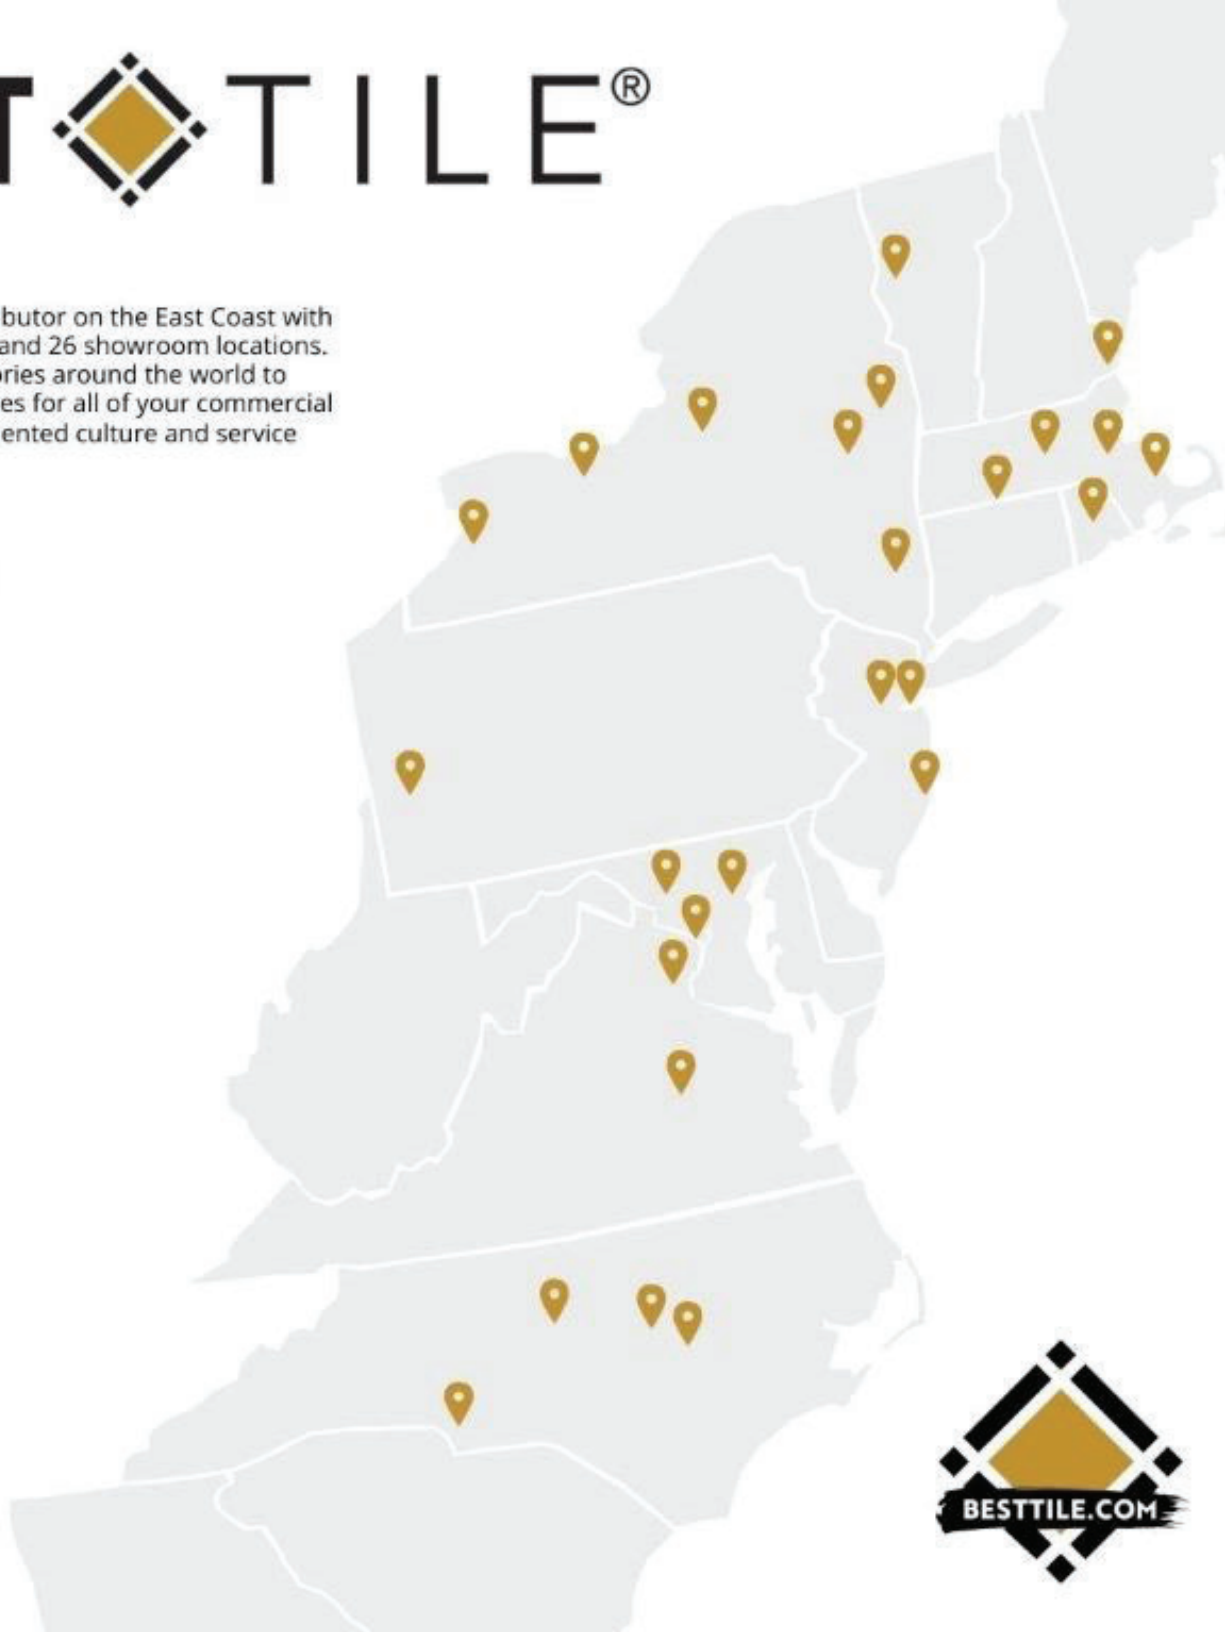 T TILE®
butor on the East Coast with
and 26 showroom locations.
ries around the world to
es for all of your commercial
ented culture and service
BESTTILE.COM